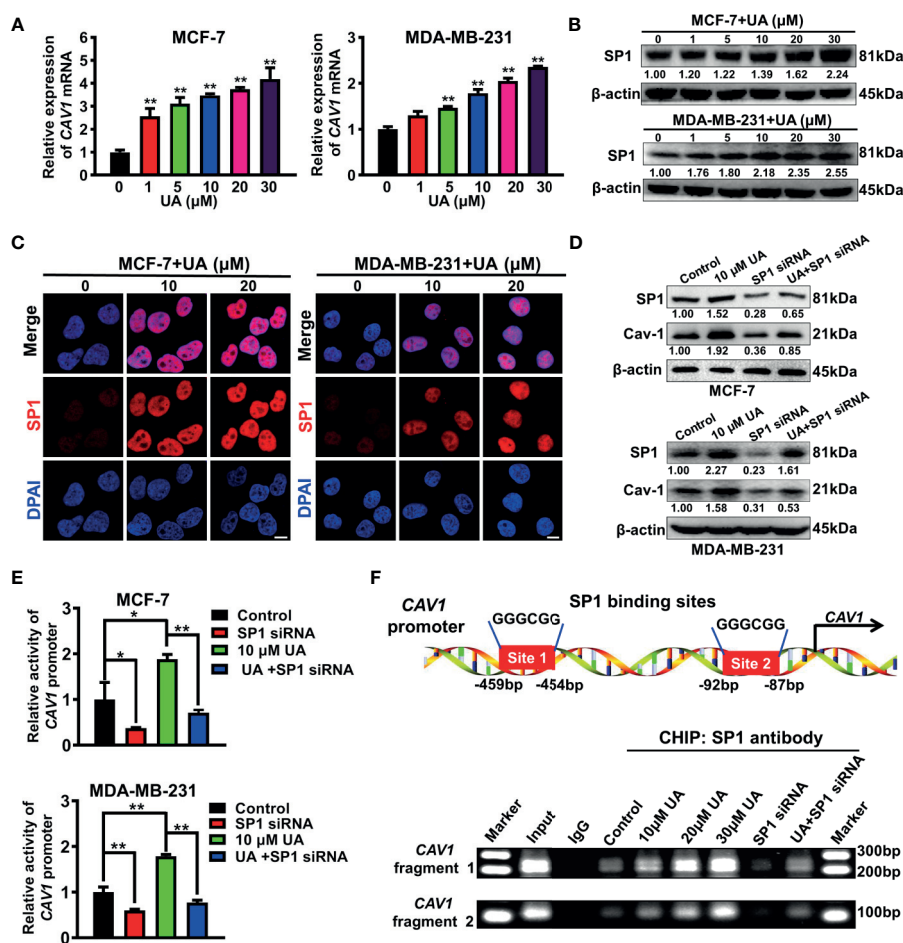 A
MCF-7
Relative expression
of CAV1 mRNA
6
4
2
0
** ** ** ** **
0 1 5 10 20 30
UA (μM)
MDA-MB-231
Relative expression
of CAV1 mRNA
3
2
1
0
** ** ** **
0 1 5 10 20 30
UA (μM)
B
MCF-7+UA (μM)
0 1 5 10 20 30
SP1 81kDa
1.00 1.20 1.22 1.39 1.62 2.24
β-actin 45kDa
MDA-MB-231+UA (μM)
0 1 5 10 20 30
SP1 81kDa
1.00 1.76 1.80 2.18 2.35 2.55
β-actin 45kDa
C
MCF-7+UA (μM)
0 10 20
Merge
SP1
DPAI
MDA-MB-231+UA (μM)
0 10 20
Merge
SP1
DPAI
D
Control 10 μM UA SP1 siRNA UA+SP1 siRNA
SP1 81kDa
1.00 1.52 0.28 0.65
Cav-1 21kDa
1.00 1.92 0.36 0.85
β-actin 45kDa
MCF-7
Control 10 μM UA SP1 siRNA UA+SP1 siRNA
SP1 81kDa
1.00 2.27 0.23 1.61
Cav-1 21kDa
1.00 1.58 0.31 0.53
β-actin 45kDa
MDA-MB-231
E
MCF-7
Relative activity of
CAV1 promoter
3
2
1
0
* * **
Control
SP1 siRNA
10 μM UA
UA +SP1 siRNA
MDA-MB-231
Relative activity of
CAV1 promoter
3
2
1
0
** ** **
Control
SP1 siRNA
10 μM UA
UA +SP1 siRNA
F
CAV1
promoter
SP1 binding sites
GGGCGG
GGGCGG
CAV1
Site 1
Site 2
-459bp -454bp -92bp -87bp
CHIP: SP1 antibody
Marker Input IgG Control 10μM UA 20μM UA 30μM UA SP1 siRNA UA+SP1 siRNA Marker
CAV1
fragment 1
300bp
200bp
CAV1
fragment 2
100bp